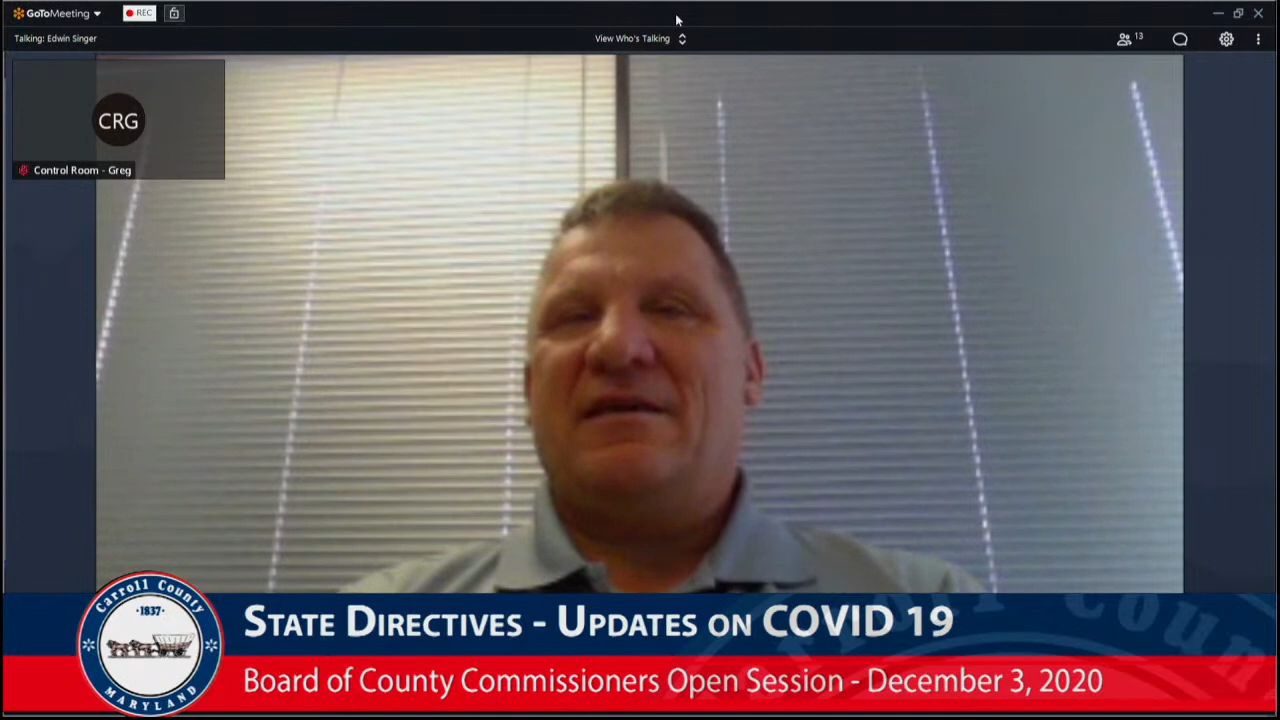 GoToMeeting
REC
Talking: Edwin Singer
View Who's Talking
13
CRG
Control Room - Greg
Carroll County
1837
MARYLAND
STATE DIRECTIVES - UPDATES ON COVID 19
Board of County Commissioners Open Session - December 3, 2020